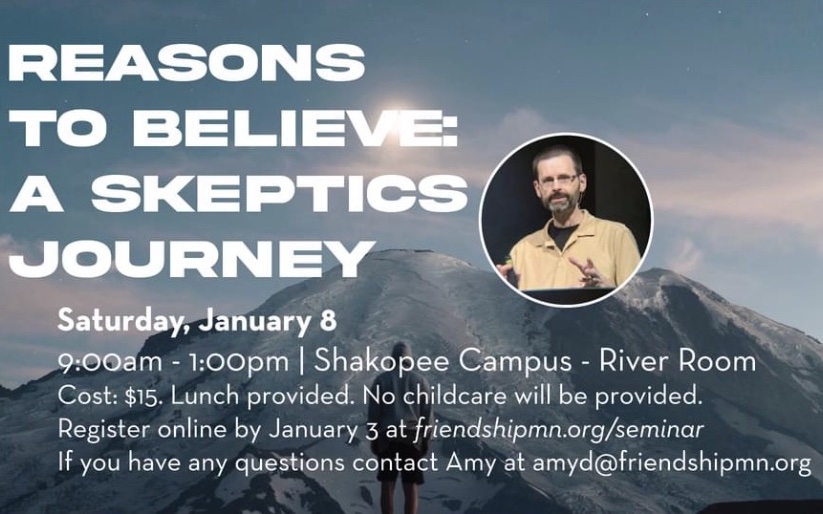 REASONS
TO BELIEVE:
A SKEPTICS
JOURNEY
Saturday, January 8
9:00am - 1:00pm | Shakopee Campus - River Room
Cost: $15. Lunch provided. No childcare will be provided.
Register online by January 3 at friendshipmn.org/seminar
If you have any questions contact Amy at amyd@friendshipmn.org